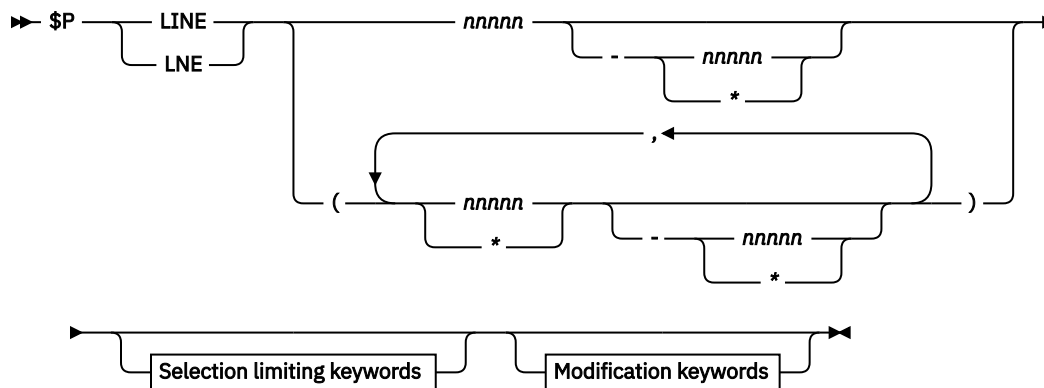 $P LINE nnnnn
LNE - nnnnn
*
,
( nnnnn )
* - nnnnn
*
Selection limiting keywords Modification keywords